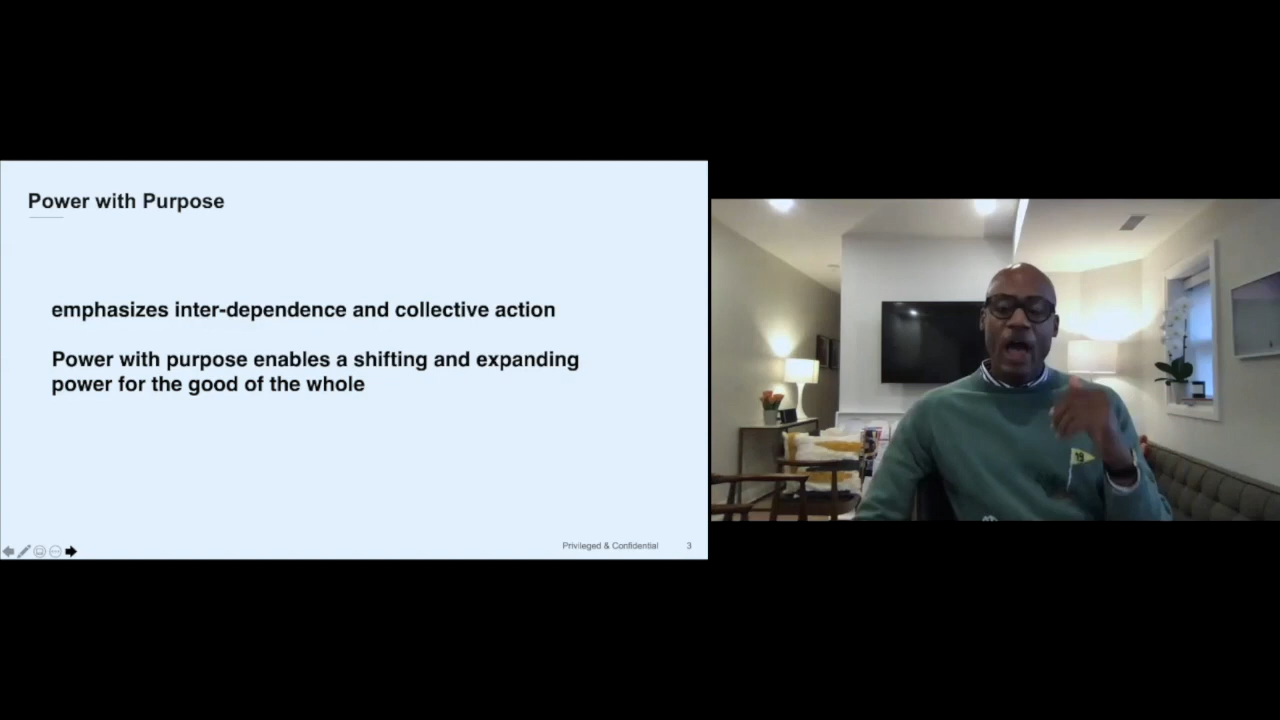 Power with Purpose
emphasizes inter-dependence and collective action
Power with purpose enables a shifting and expanding
power for the good of the whole
Privileged & Confidential 3